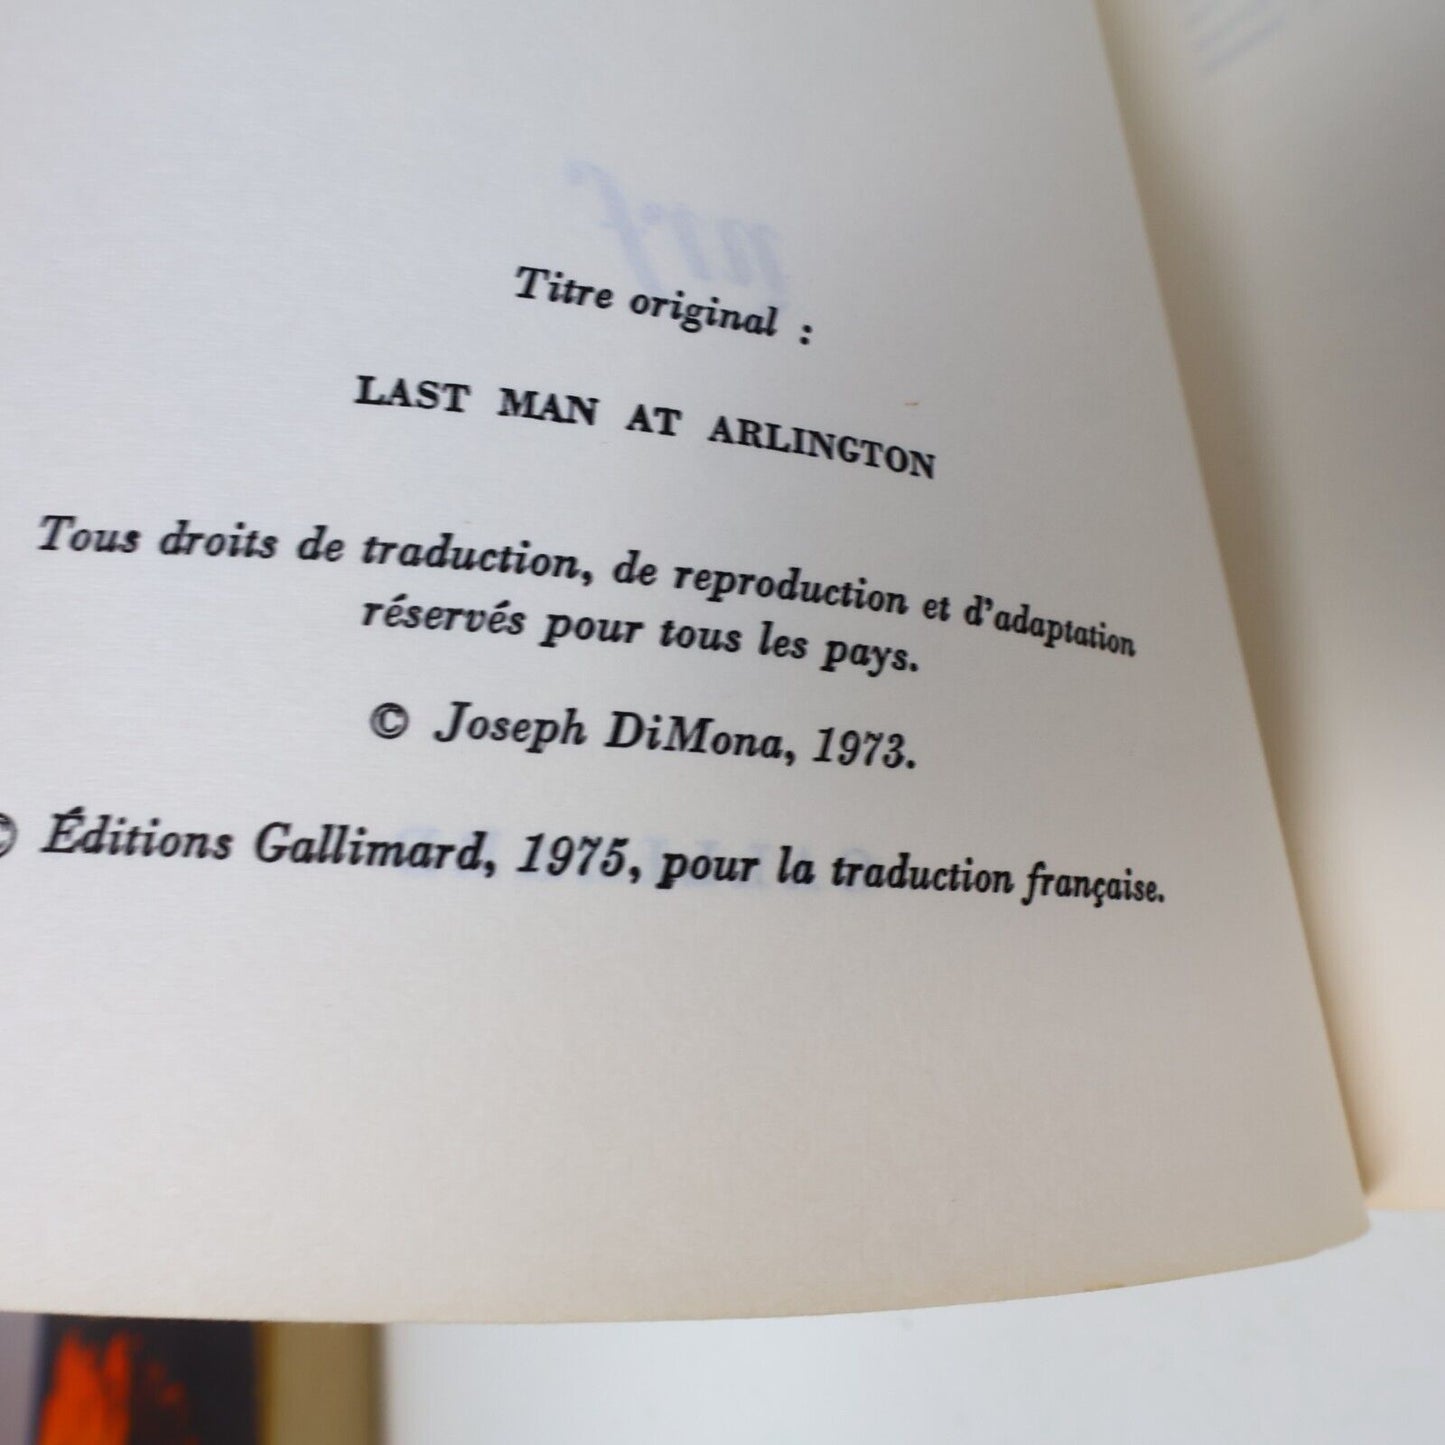 nrf
Titre original :
LAST MAN AT ARLINGTON
Tous droits de traduction, de reproduction et d'adaptation
réservés pour tous les pays.
© Joseph DiMona, 1973.
© Éditions Gallimard, 1975, pour la traduction française.